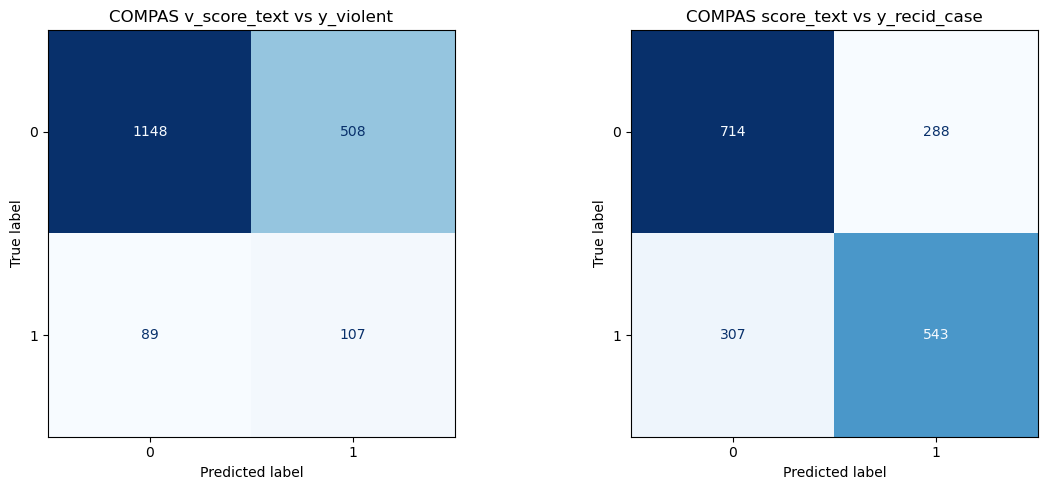 COMPAS v_score_text vs y_violent
0
1148
508
1
89
107
True label
0
1
Predicted label
COMPAS score_text vs y_recid_case
0
714
288
1
307
543
True label
0
1
Predicted label